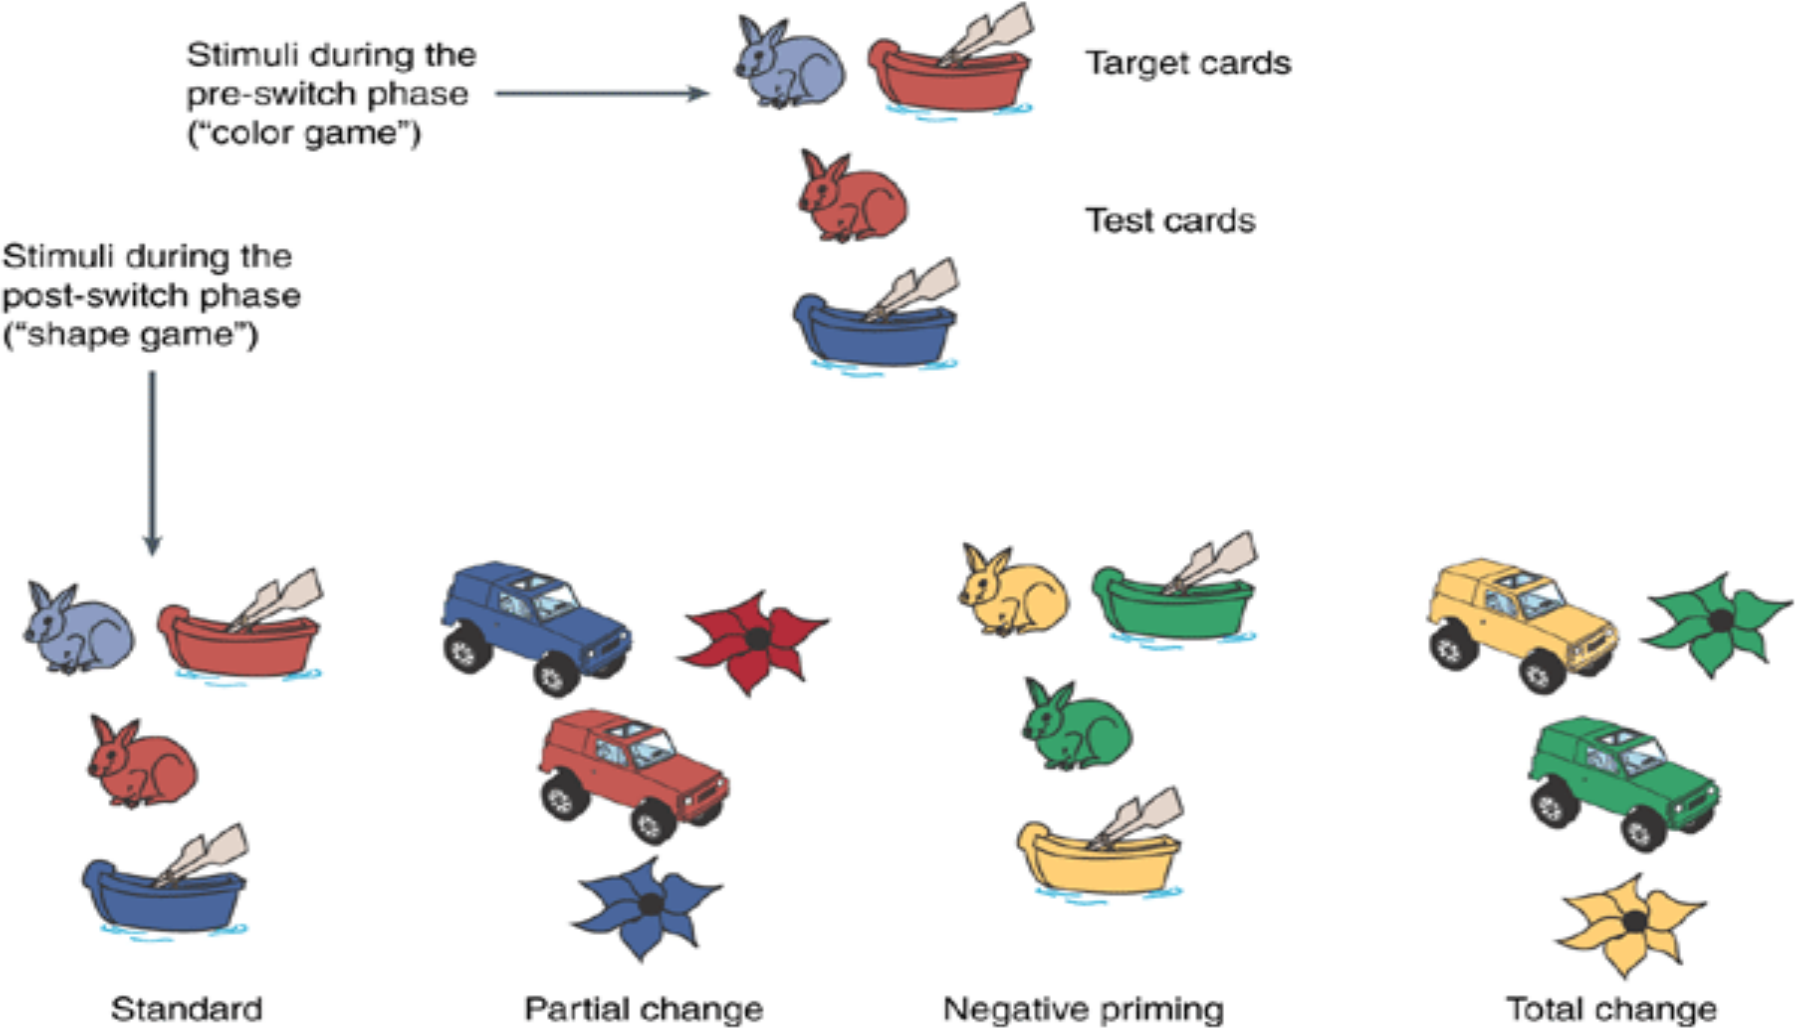 Stimuli during the
pre-switch phase
(“color game”)
Target cards
Test cards
Stimuli during the
post-switch phase
(“shape game”)
Standard
Partial change
Negative priming
Total change